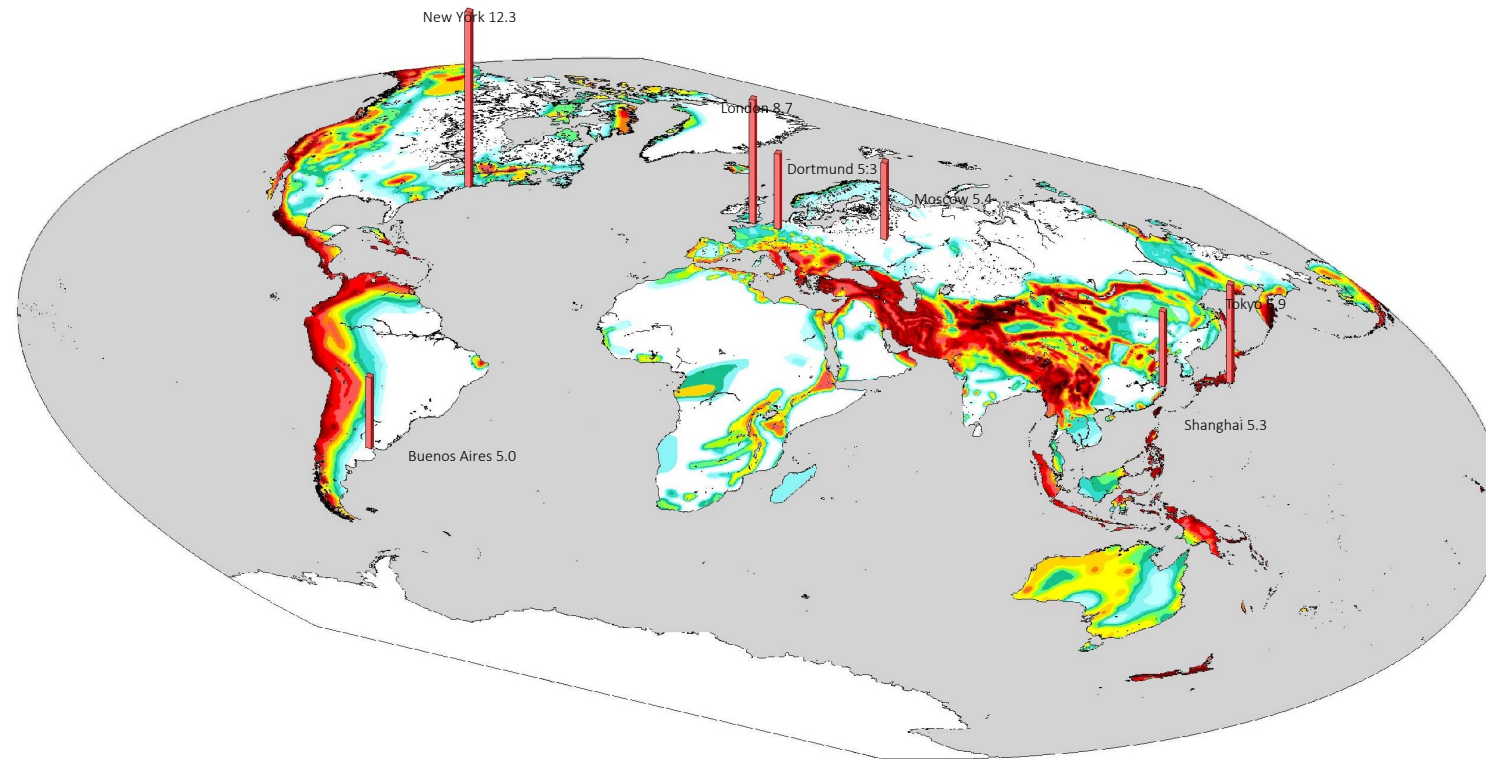 New York 12.3
London 8.7
Dortmund 5.3
Moscow 5.4
Tokyo 6.9
Shanghai 5.3
Buenos Aires 5.0